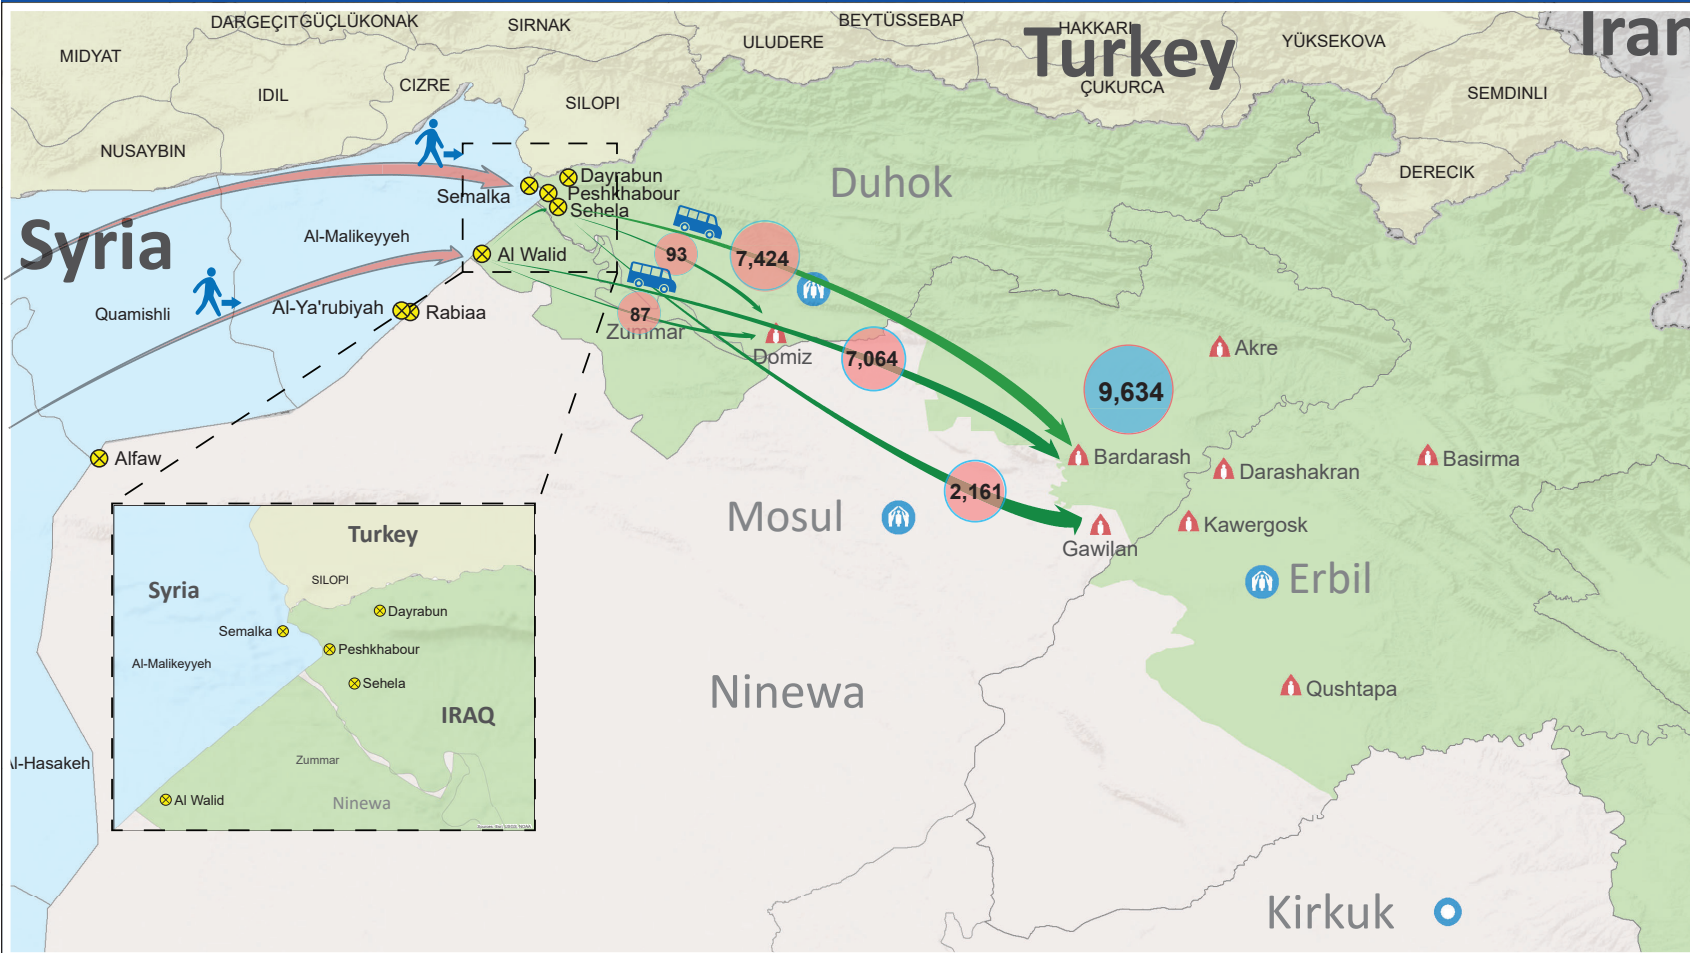 DARGEÇIT
GÜÇLÜKONAK
SIRNAK
BEYTÜSSEBAP
HAKKARI
Iran
MIDYAT
ULUDERE
Turkey
YÜKSEKOVA
IDIL
CIZRE
SILOPI
ÇUKURCA
SEMDINLI
NUSAYBIN
DERECIK
Duhok
Dayrabun
Semalka
Peshkhabour
Sehela
Syria
Al-Malikeyyeh
Al Walid
93
7,424
Quamishli
Al-Ya'rubiyah
Rabiaa
87
Zummar
Domiz
7,064
Akre
9,634
Alfaw
Bardarash
Darashakran
Basirma
2,161
Mosul
Kawergosk
Gawilan
Erbil
Turkey
SILOPI
Syria
Dayrabun
Semalka
Peshkhabour
Al-Malikeyyeh
Sehela
IRAQ
Zummar
Al Walid
Ninewa
Ninewa
Qushtapa
Al-Hasakeh
Kirkuk